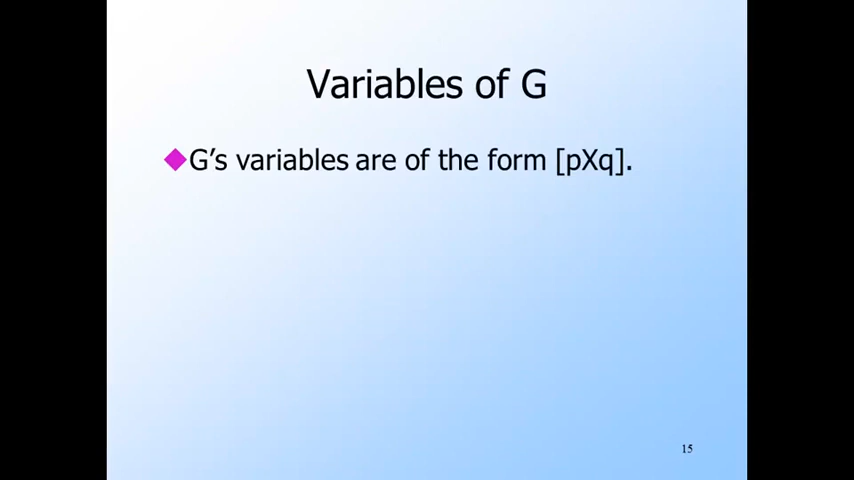 Variables of G
G’s variables are of the form [pXq].
15